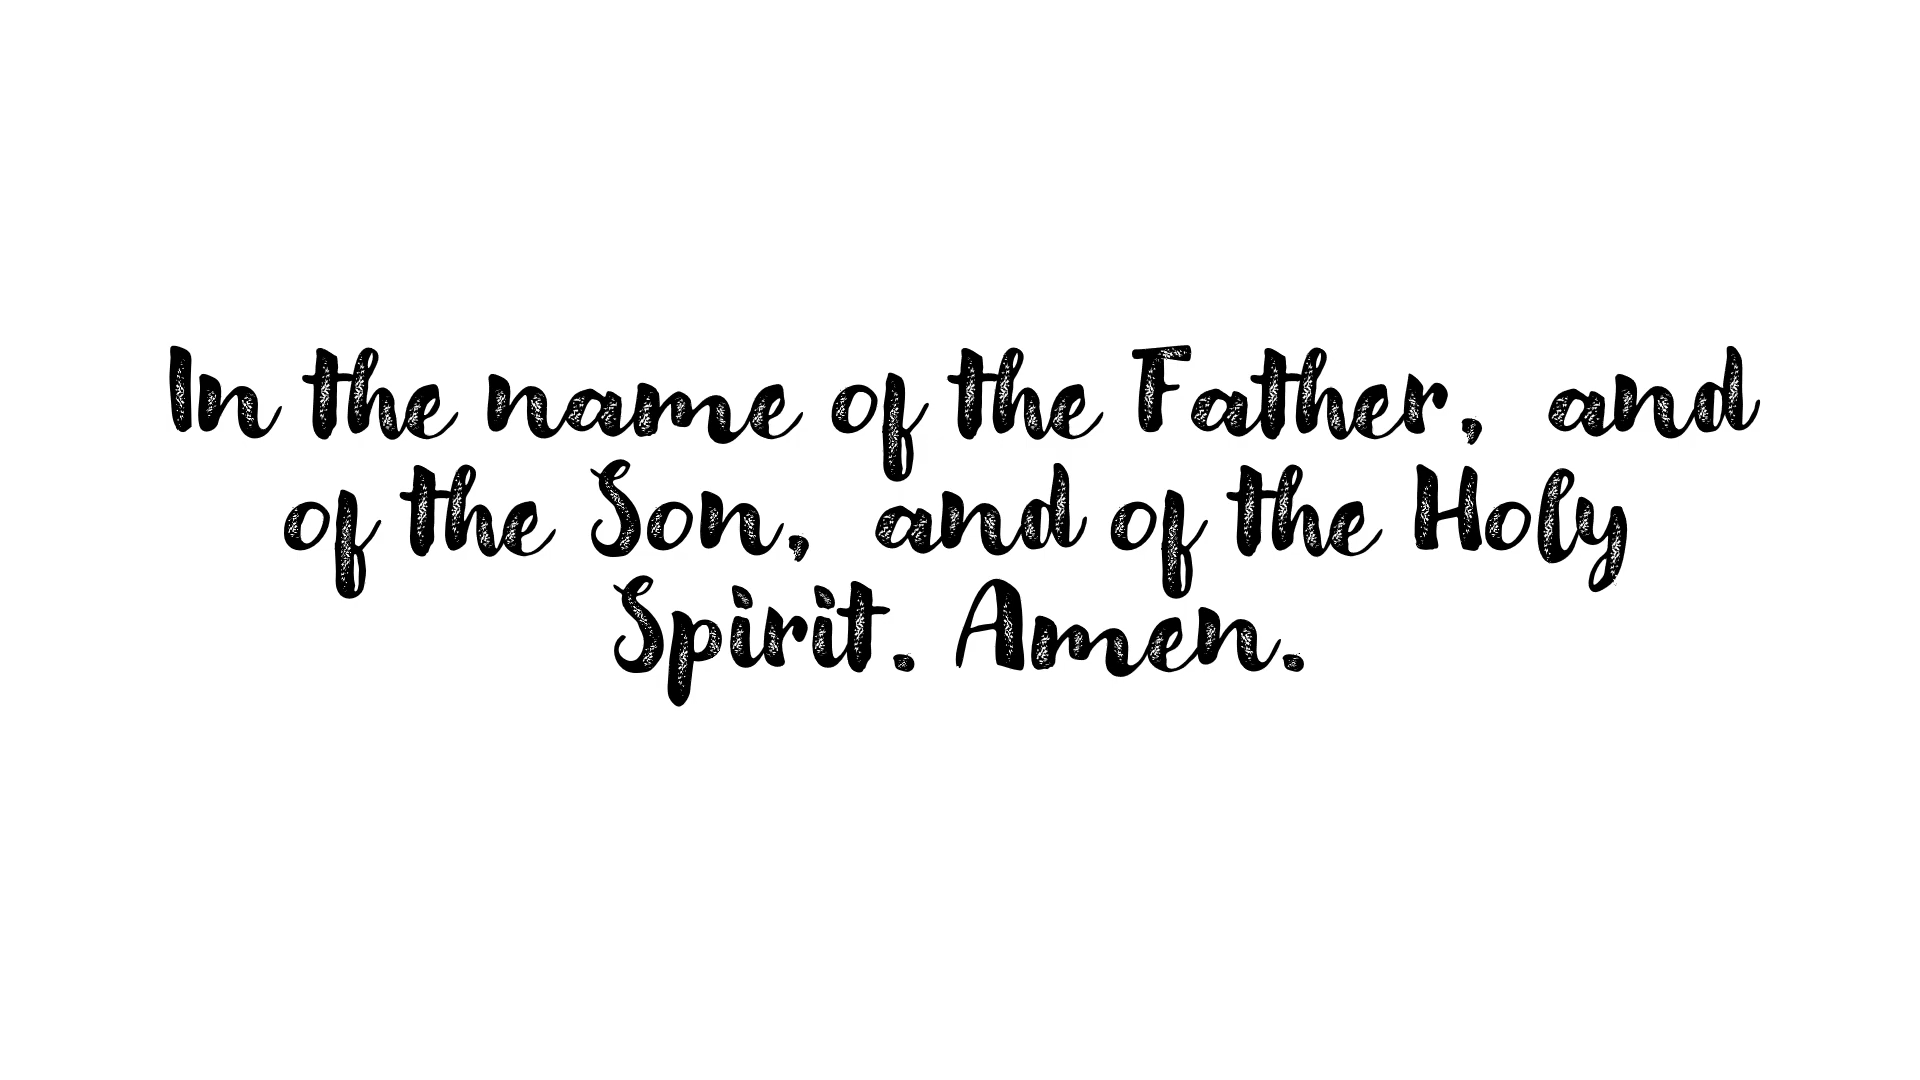 In the name of the Father, and
of the Son, and of the Holy
Spirit. Amen.